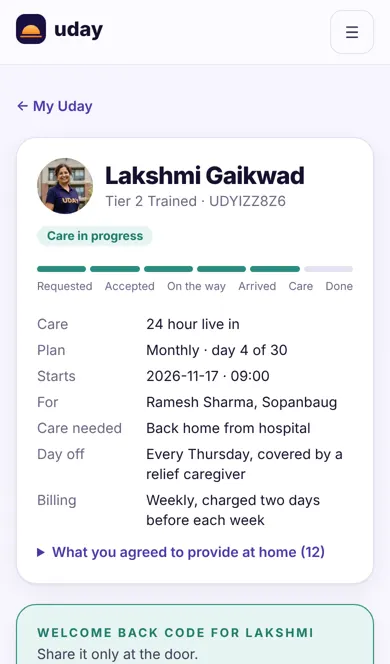 uday
← My Uday
Lakshmi Gaikwad
Tier 2 Trained · UDYIZZ8Z6
Care in progress
Requested Accepted On the way Arrived Care Done
Care 24 hour live in
Plan Monthly · day 4 of 30
Starts 2026-11-17 · 09:00
For Ramesh Sharma, Sopanbaug
Care needed Back home from hospital
Day off Every Thursday, covered by a
relief caregiver
Billing Weekly, charged two days
before each week
▶ What you agreed to provide at home (12)
WELCOME BACK CODE FOR LAKSHMI
Share it only at the door.